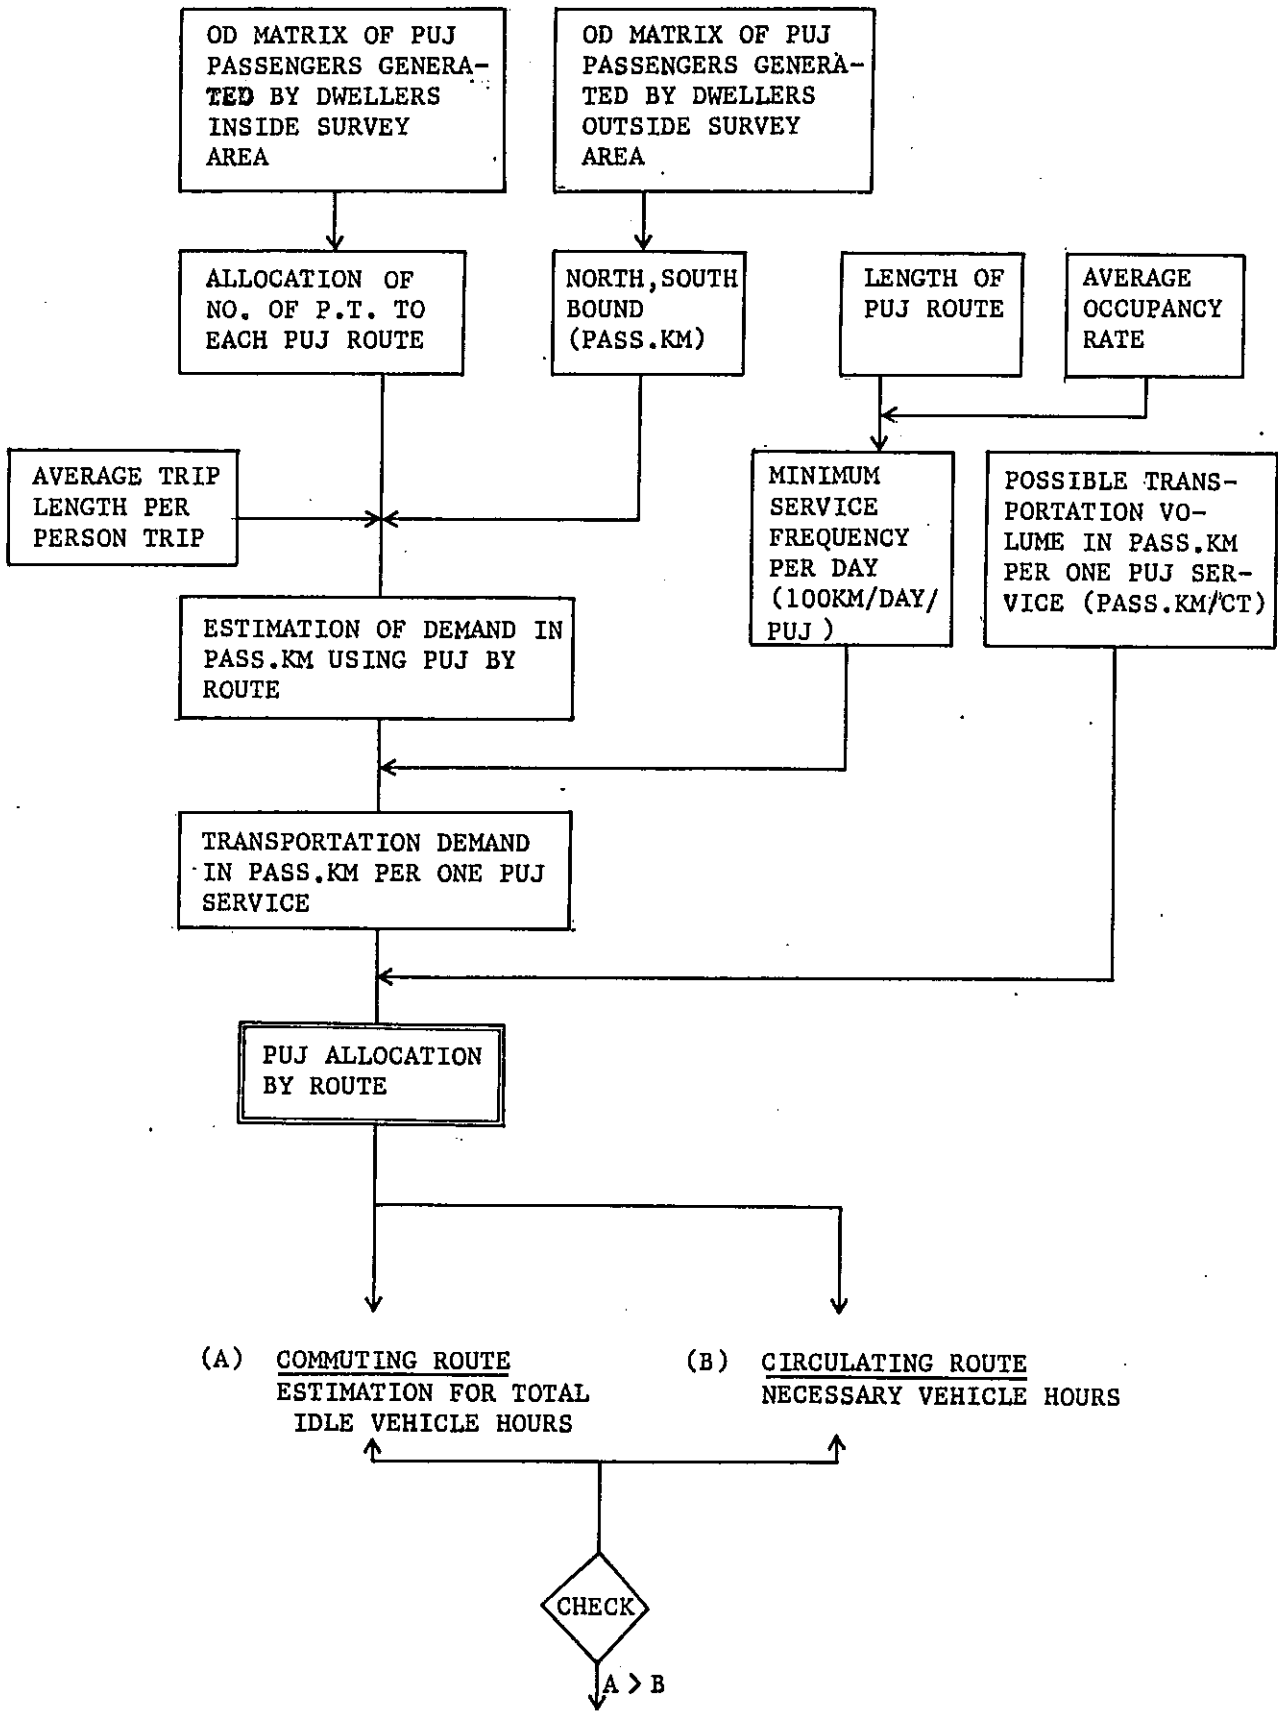 OD MATRIX OF PUJ
PASSENGERS GENERA-
TED BY DWELLERS
INSIDE SURVEY
AREA
OD MATRIX OF PUJ
PASSENGERS GENERA-
TED BY DWELLERS
OUTSIDE SURVEY
AREA
ALLOCATION OF
NO. OF P.T. TO
EACH PUJ ROUTE
NORTH,SOUTH
BOUND
(PASS.KM)
LENGTH OF
PUJ ROUTE
AVERAGE
OCCUPANCY
RATE
AVERAGE TRIP
LENGTH PER
PERSON TRIP
MINIMUM
SERVICE
FREQUENCY
PER DAY
(100KM/DAY/
PUJ )
POSSIBLE TRANS-
PORTATION VO-
LUME IN PASS.KM
PER ONE PUJ SER-
VICE (PASS.KM/CT)
ESTIMATION OF DEMAND IN
PASS.KM USING PUJ BY
ROUTE
TRANSPORTATION DEMAND
IN PASS.KM PER ONE PUJ
SERVICE
PUJ ALLOCATION
BY ROUTE
(A) COMMUTING ROUTE
ESTIMATION FOR TOTAL
IDLE VEHICLE HOURS
(B) CIRCULATING ROUTE
NECESSARY VEHICLE HOURS
CHECK
A > B